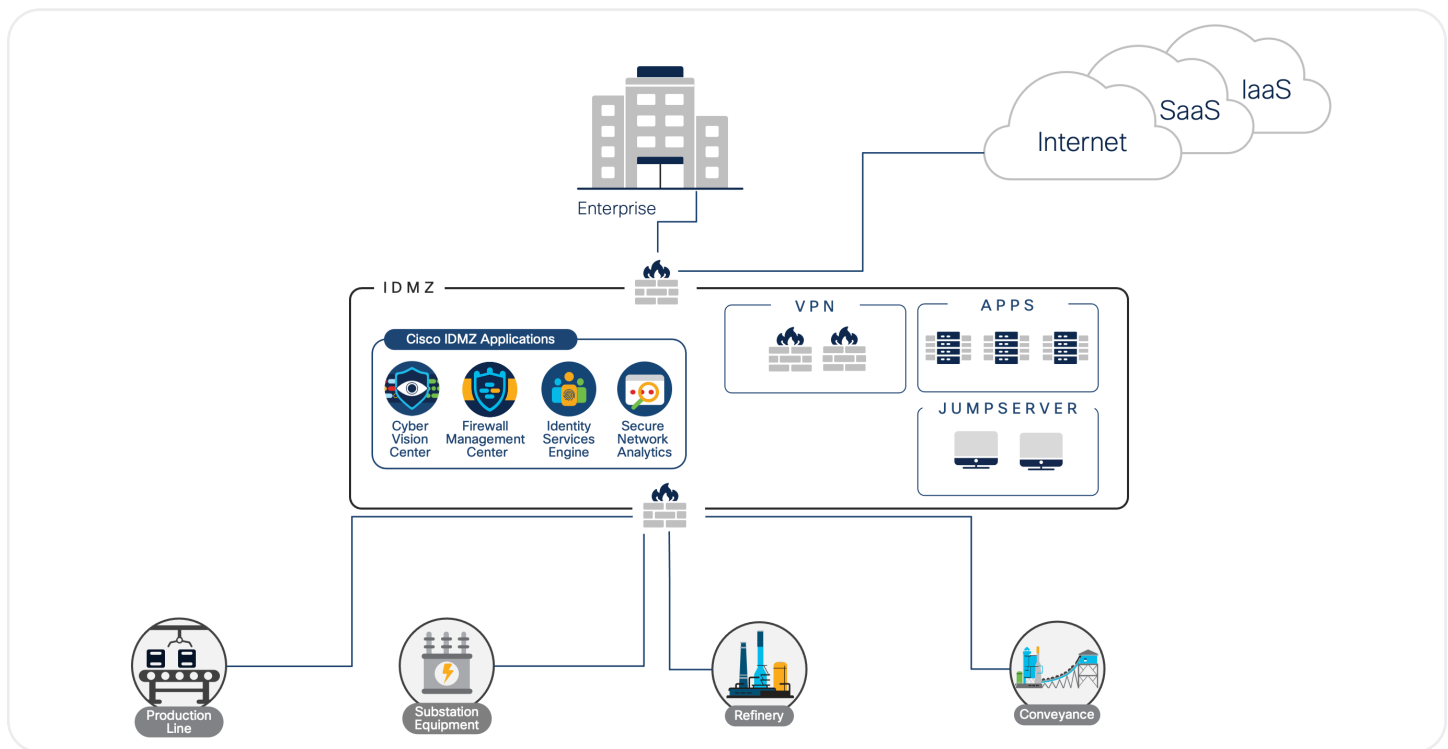 IaaS
SaaS
Internet
Enterprise
IDMZ
VPN
APPS
Cisco IDMZ Applications
Cyber
Vision
Center
Firewall
Management
Center
Identity
Services
Engine
Secure
Network
Analytics
JUMPSERVER
Production
Line
Substation
Equipment
Refinery
Conveyance